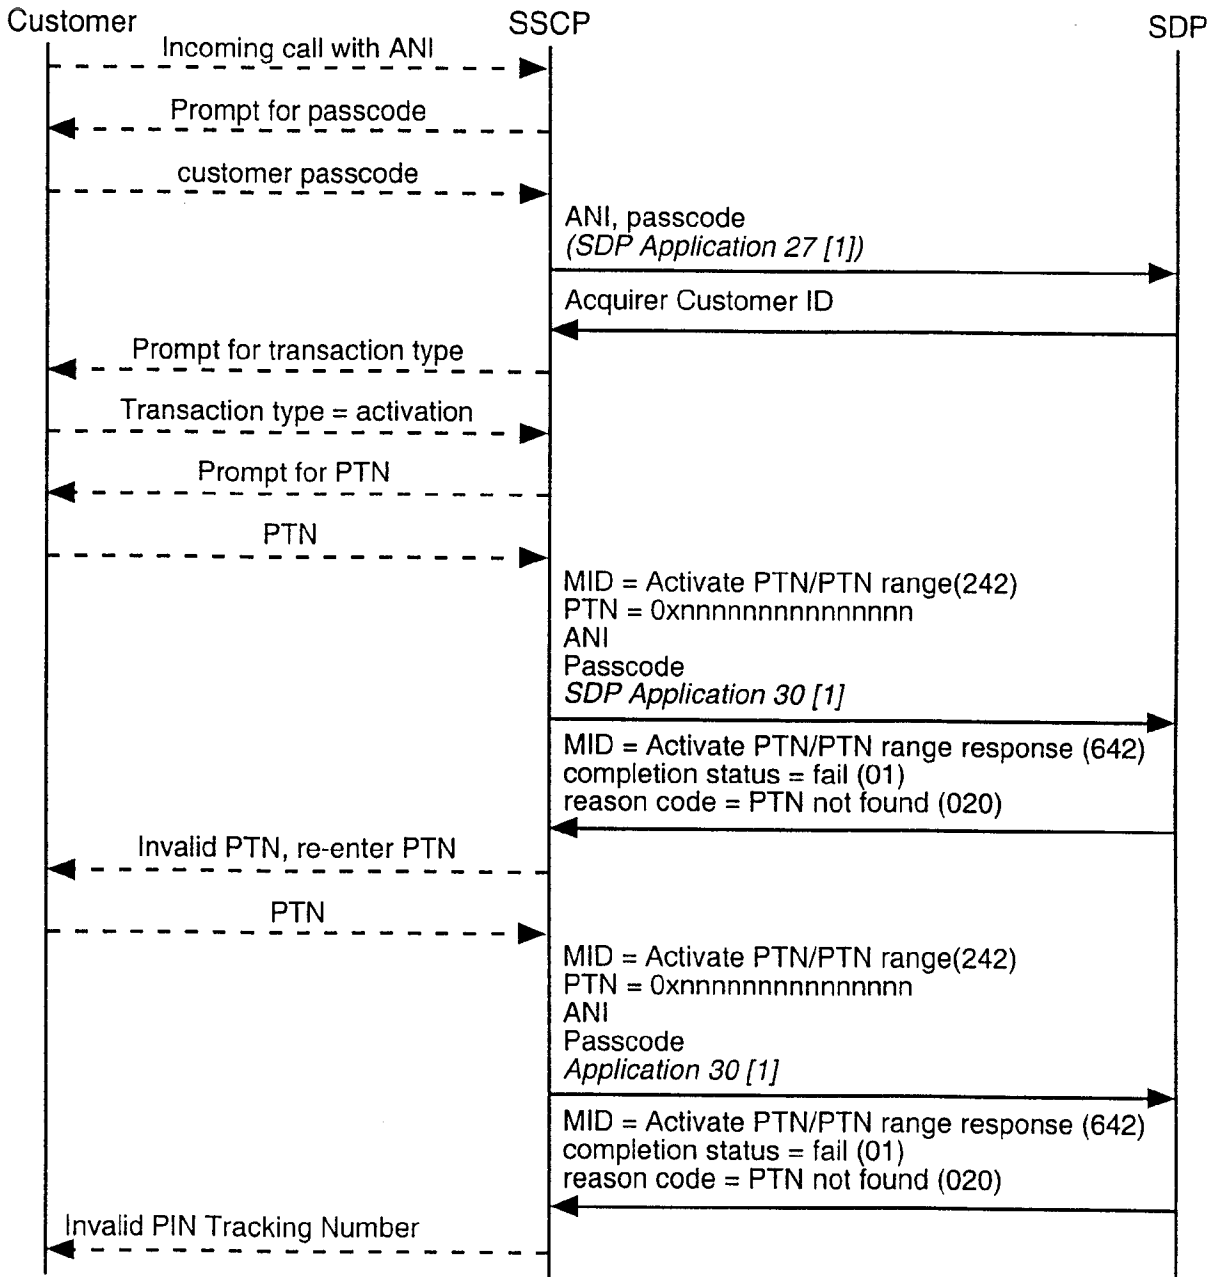 Customer
SSCP
SDP
Incoming call with ANI
Prompt for passcode
customer passcode
ANI, passcode
(SDP Application 27 [1])
Acquirer Customer ID
Prompt for transaction type
Transaction type = activation
Prompt for PTN
PTN
MID = Activate PTN/PTN range(242)
PTN = 0xnnnnnnnnnnnnnnnn
ANI
Passcode
SDP Application 30 [1]
MID = Activate PTN/PTN range response (642)
completion status = fail (01)
reason code = PTN not found (020)
Invalid PTN, re-enter PTN
PTN
MID = Activate PTN/PTN range(242)
PTN = 0xnnnnnnnnnnnnnnnn
ANI
Passcode
Application 30 [1]
MID = Activate PTN/PTN range response (642)
completion status = fail (01)
reason code = PTN not found (020)
Invalid PIN Tracking Number